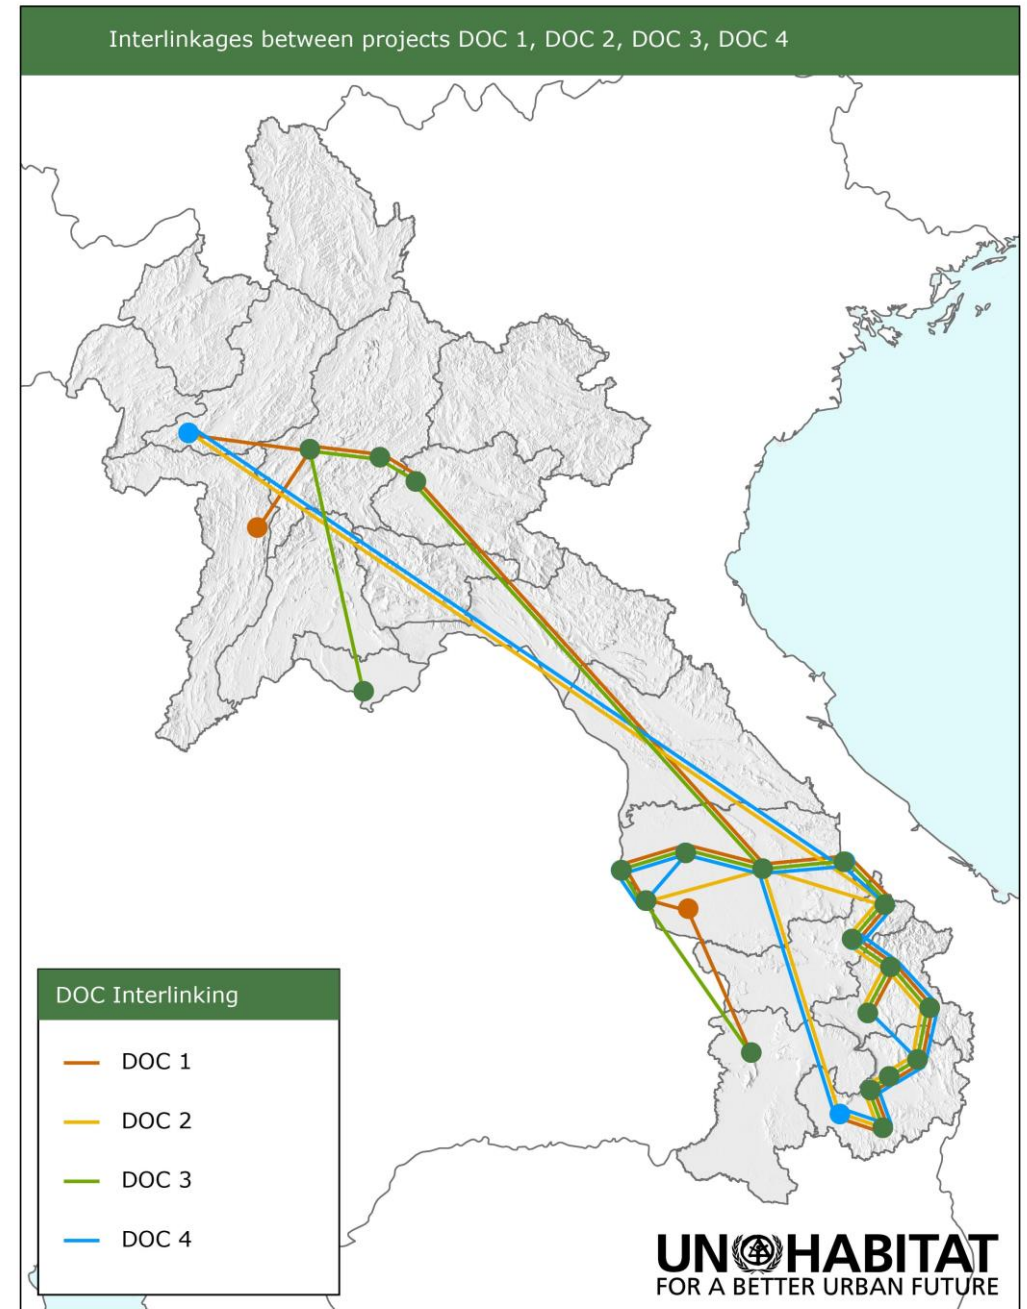 Interlinkages between projects DOC 1, DOC 2, DOC 3, DOC 4
DOC Interlinking
DOC 1
DOC 2
DOC 3
DOC 4
UN HABITAT
FOR A BETTER URBAN FUTURE